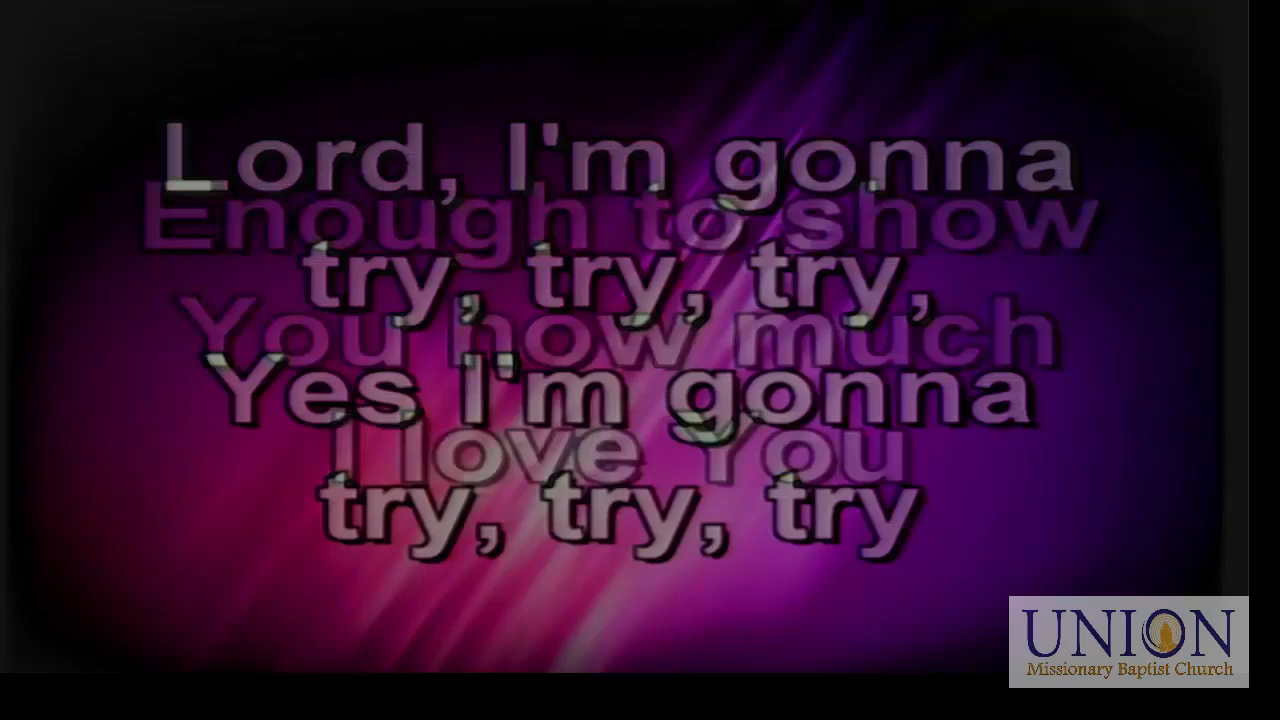 Lord, I'm gonna
Enough to show
try, try, try,
You how much
Yes I'm gonna
I love You
try, try, try
UNION
Missionary Baptist Church